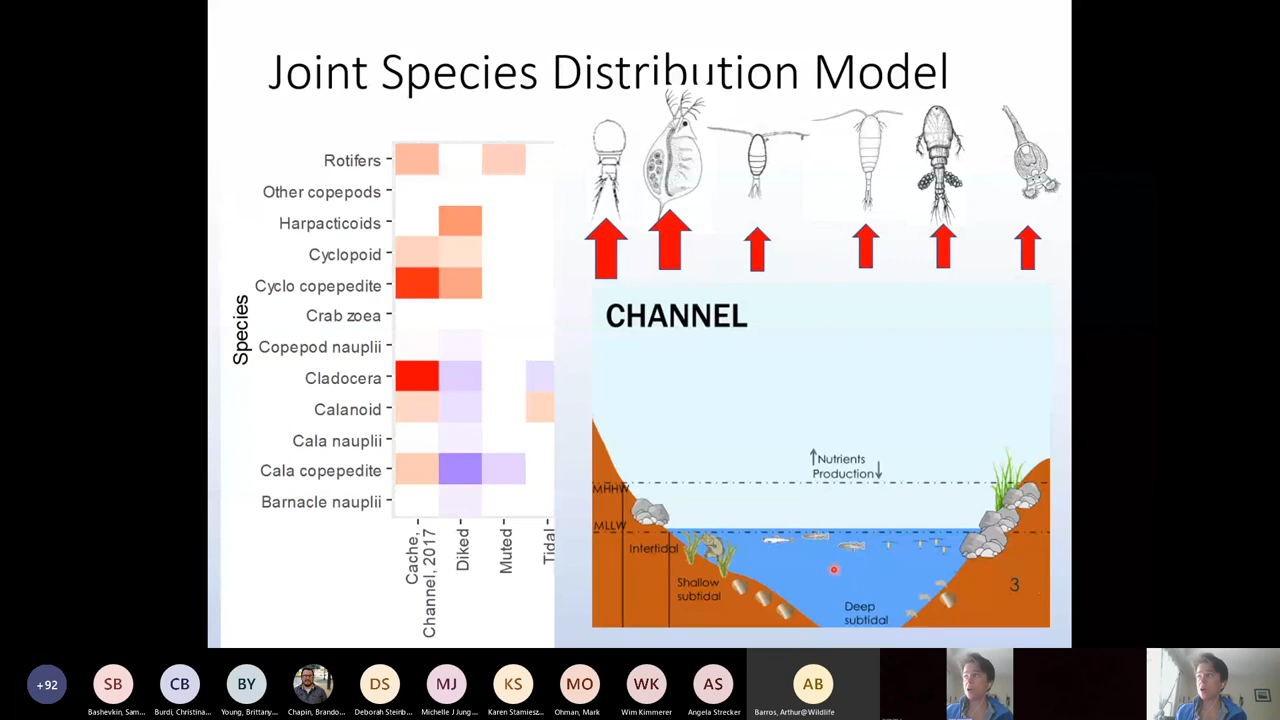 Joint Species Distribution Model
Species
Rotifers
Other copepods
Harpacticoids
Cyclopoid
Cyclo copepedite
Crab zoea
Copepod nauplii
Cladocera
Calanoid
Cala nauplii
Cala copepedite
Barnacle nauplii
Cache,
Channel, 2017
Diked
Muted
Tidal
CHANNEL
Nutrients
Production
MHHW
MLLW
Intertidal
Shallow
subtidal
Deep
subtidal
3
+92
SB
CB
BY
DS
MJ
KS
MO
WK
AS
AB
Bashevkin, Sam...
Burdi, Christina...
Young, Brittany...
Chapin, Brando...
Deborah Steinb...
Michelle J Jung...
Karen Stamiesz...
Ohman, Mark
Wim Kimmerer
Angela Strecker
Barros, Arthur@Wildlife